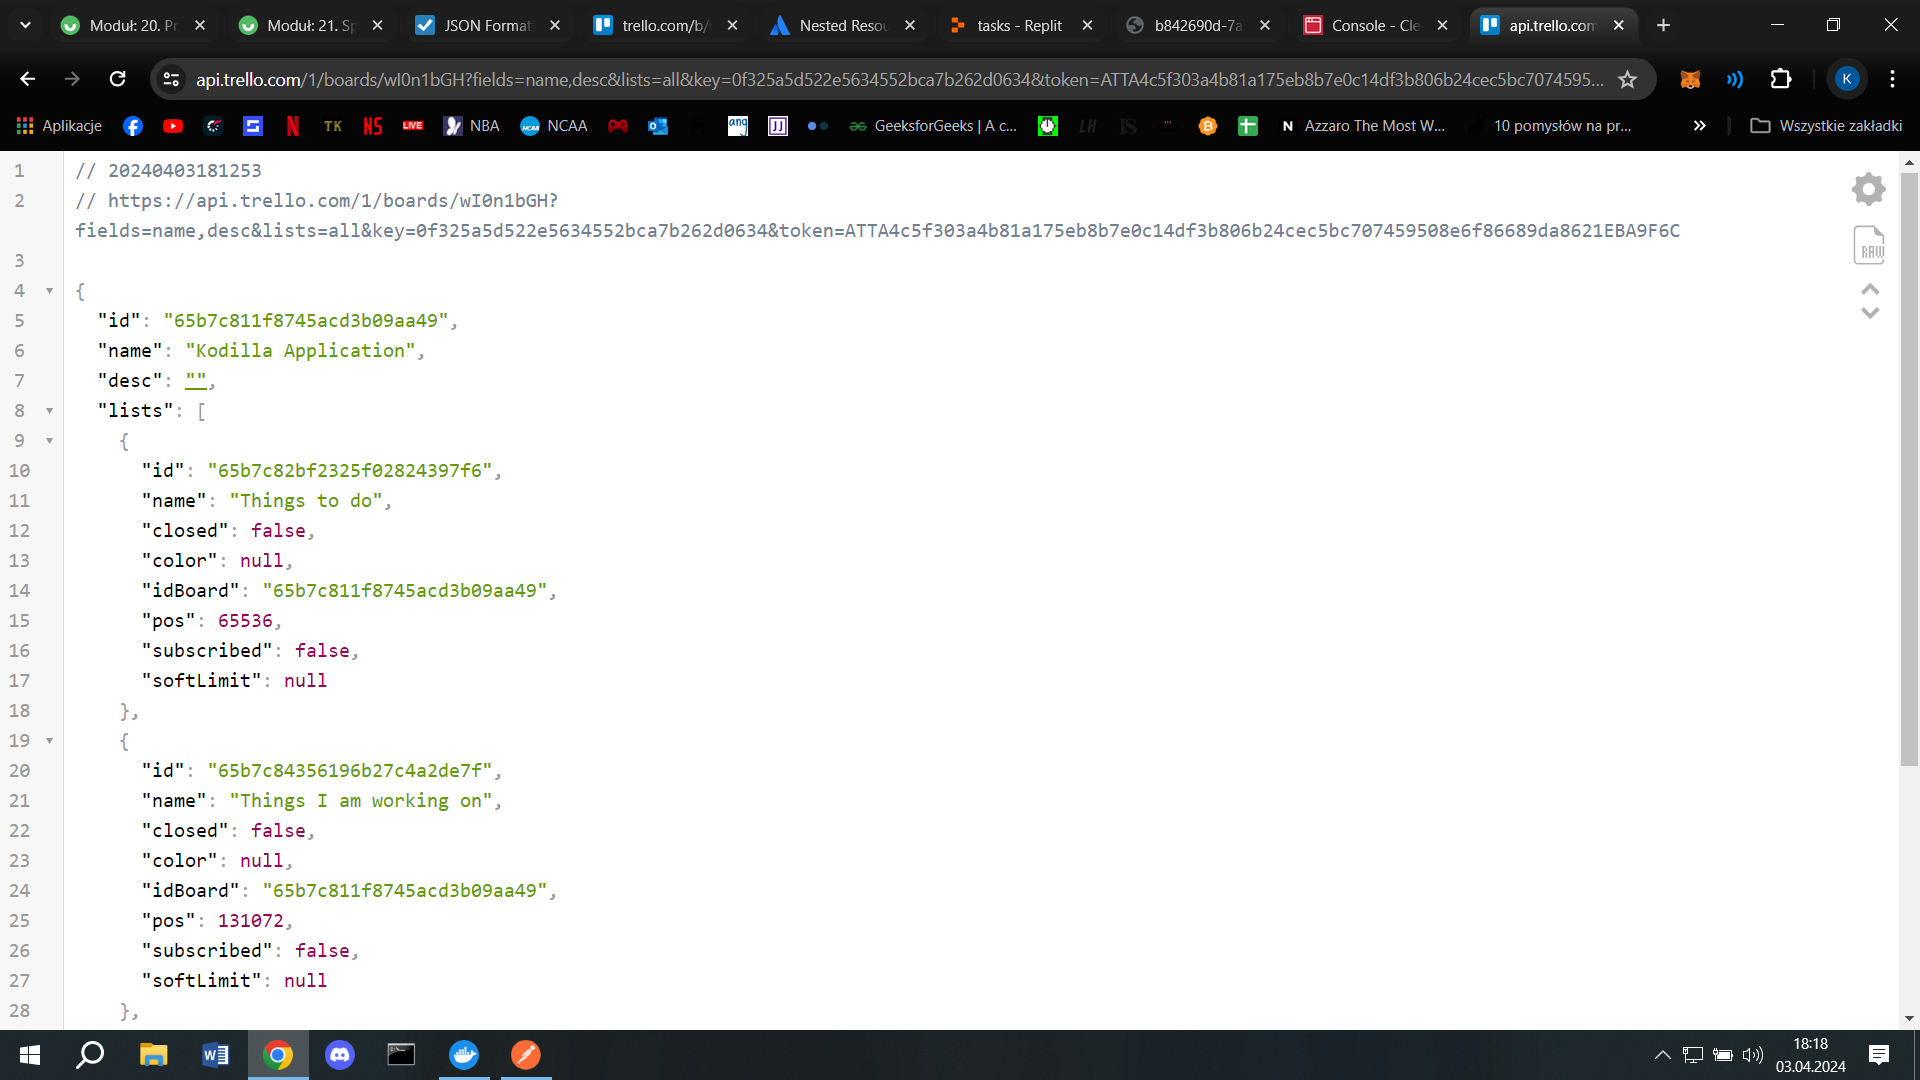 Moduł: 20. Pr
Moduł: 21. Sp
JSON Format
trello.com/b/
Nested Resou
tasks - Replit
b842690d-7a
Console - Cle
api.trello.com
api.trello.com/1/boards/wI0n1bGH?fields=name,desc&lists=all&key=0f325a5d522e5634552bca7b262d0634&token=ATTA4c5f303a4b81a175eb8b7e0c14df3b806b24cec5bc7074595...
K
Aplikacje
TK
NS
LIVE
NBA
NCAA
ang
JJ
GeeksforGeeks | A c...
LH
IS
Azzaro The Most W...
10 pomysłów na pr...
Wszystkie zakładki
1 // 20240403181253
2 // https://api.trello.com/1/boards/wI0n1bGH?
fields=name,desc&lists=all&key=0f325a5d522e5634552bca7b262d0634&token=ATTA4c5f303a4b81a175eb8b7e0c14df3b806b24cec5bc707459508e6f86689da8621EBA9F6C
RAW
3
4 {
5 "id": "65b7c811f8745acd3b09aa49",
6 "name": "Kodilla Application",
7 "desc": "",
8 "lists": [
9 {
10 "id": "65b7c82bf2325f02824397f6",
11 "name": "Things to do",
12 "closed": false,
13 "color": null,
14 "idBoard": "65b7c811f8745acd3b09aa49",
15 "pos": 65536,
16 "subscribed": false,
17 "softLimit": null
18 },
19 {
20 "id": "65b7c84356196b27c4a2de7f",
21 "name": "Things I am working on",
22 "closed": false,
23 "color": null,
24 "idBoard": "65b7c811f8745acd3b09aa49",
25 "pos": 131072,
26 "subscribed": false,
27 "softLimit": null
28 },
18:18
03.04.2024